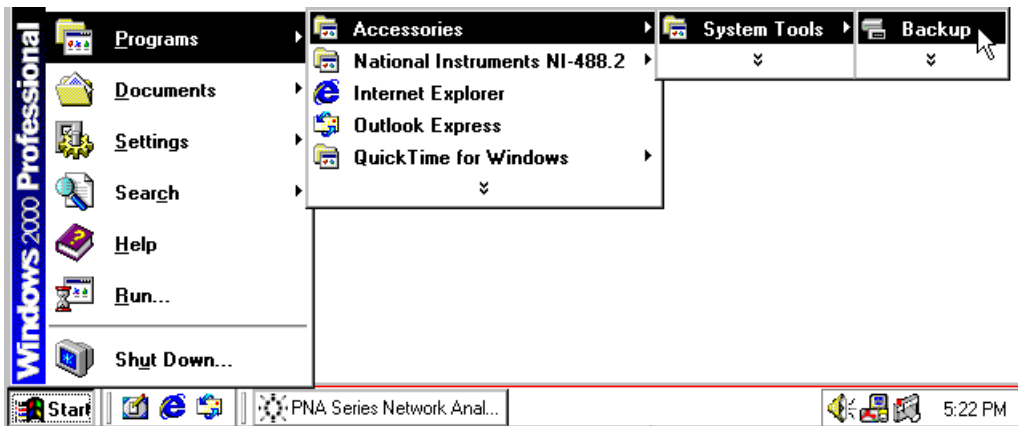 Windows 2000 Professional
Programs
Documents
Settings
Search
Help
Run...
Shut Down...
Accessories
National Instruments NI-488.2
Internet Explorer
Outlook Express
QuickTime for Windows
System Tools
Backup
Start
PNA Series Network Anal...
5:22 PM